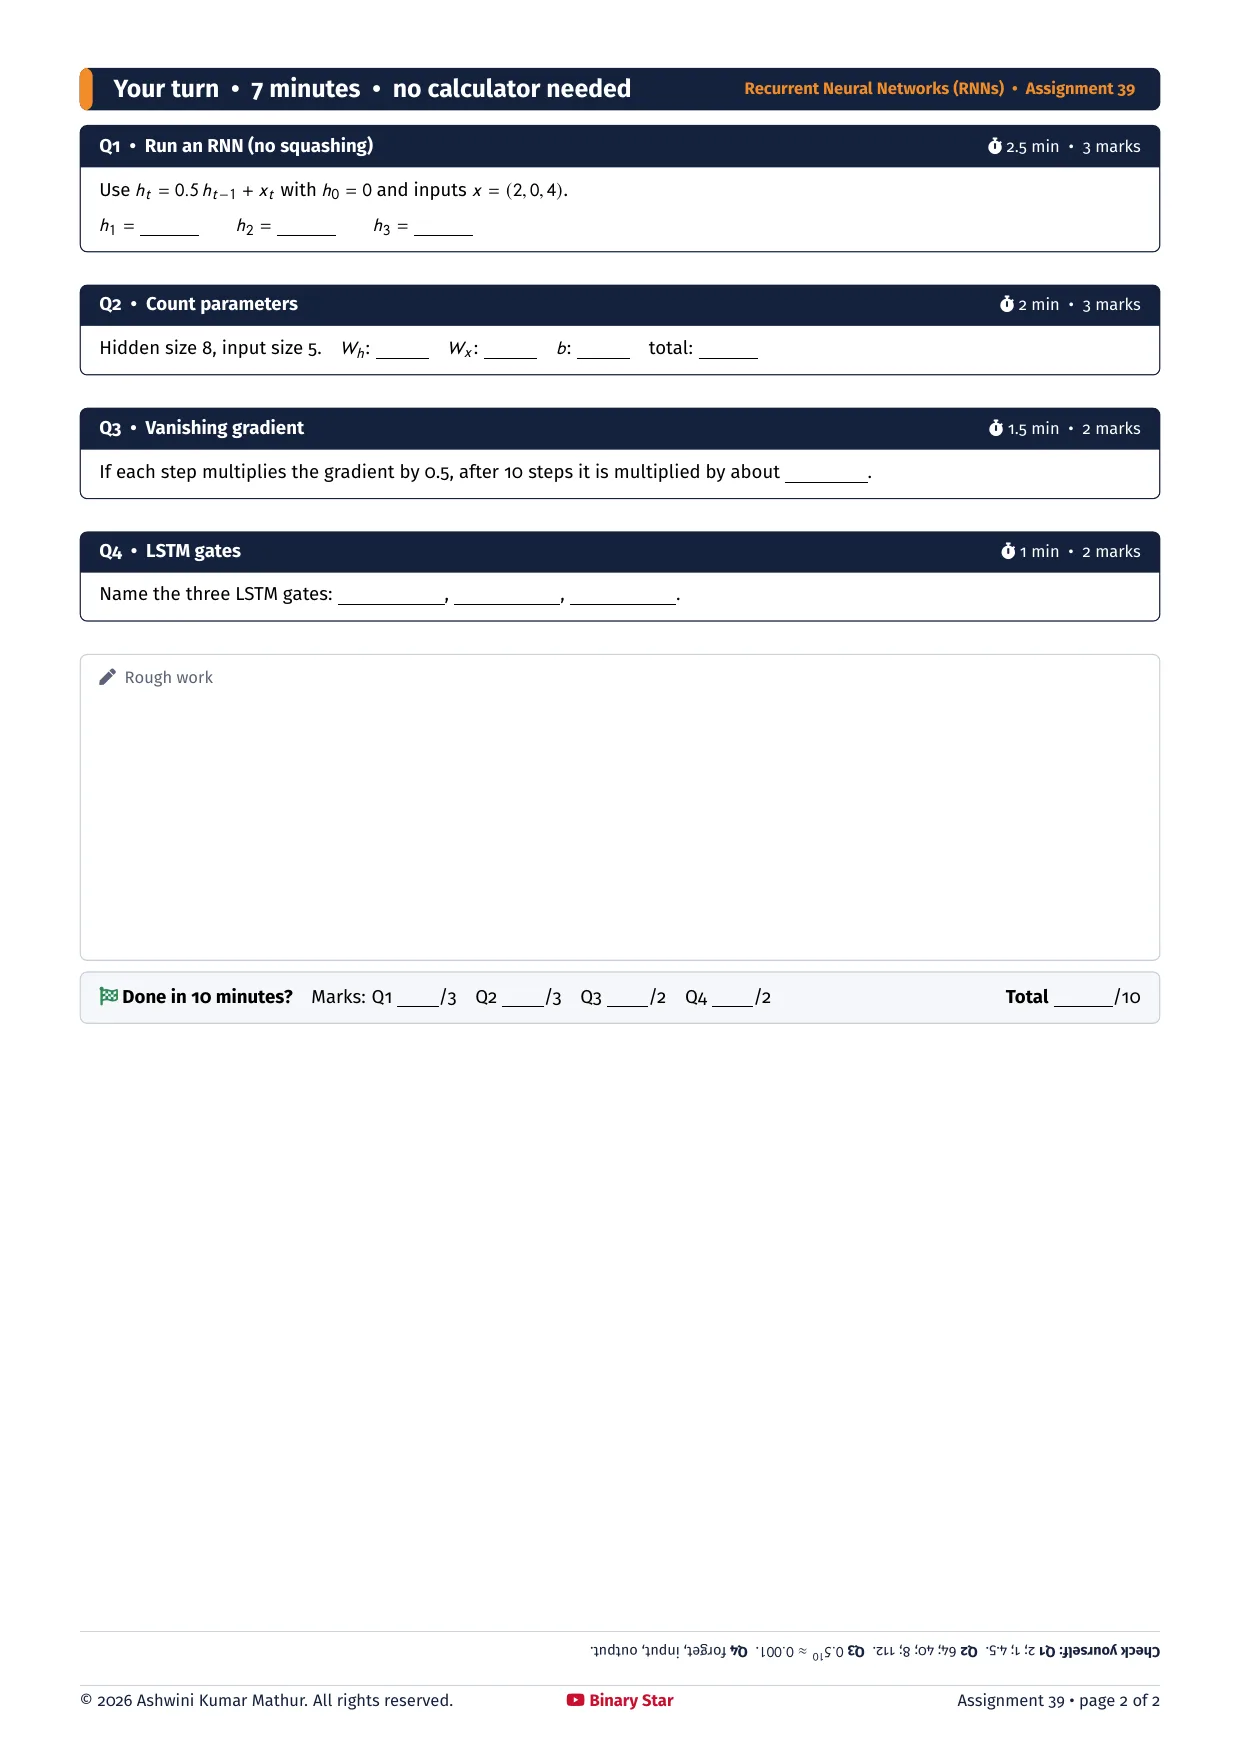 Your turn • 7 minutes • no calculator needed
Recurrent Neural Networks (RNNs) • Assignment 39
Q1 • Run an RNN (no squashing)
2.5 min • 3 marks
Use h_t = 0.5 h_{t−1} + x_t with h_0 = 0 and inputs x = (2, 0, 4).
h_1 = ______ h_2 = ______ h_3 = ______
Q2 • Count parameters
2 min • 3 marks
Hidden size 8, input size 5. W_h: ______ W_x: ______ b: ______ total: ______
Q3 • Vanishing gradient
1.5 min • 2 marks
If each step multiplies the gradient by 0.5, after 10 steps it is multiplied by about ________.
Q4 • LSTM gates
1 min • 2 marks
Name the three LSTM gates: __________, __________, __________.
Rough work
Done in 10 minutes? Marks: Q1 ____/3 Q2 ____/3 Q3 ____/2 Q4 ____/2 Total ______/10
Check yourself: Q1 2; 1; 4.5. Q2 64; 40; 8; 112. Q3 0.5^10 ≈ 0.001. Q4 forget, input, output.
© 2026 Ashwini Kumar Mathur. All rights reserved.
Binary Star
Assignment 39 • page 2 of 2